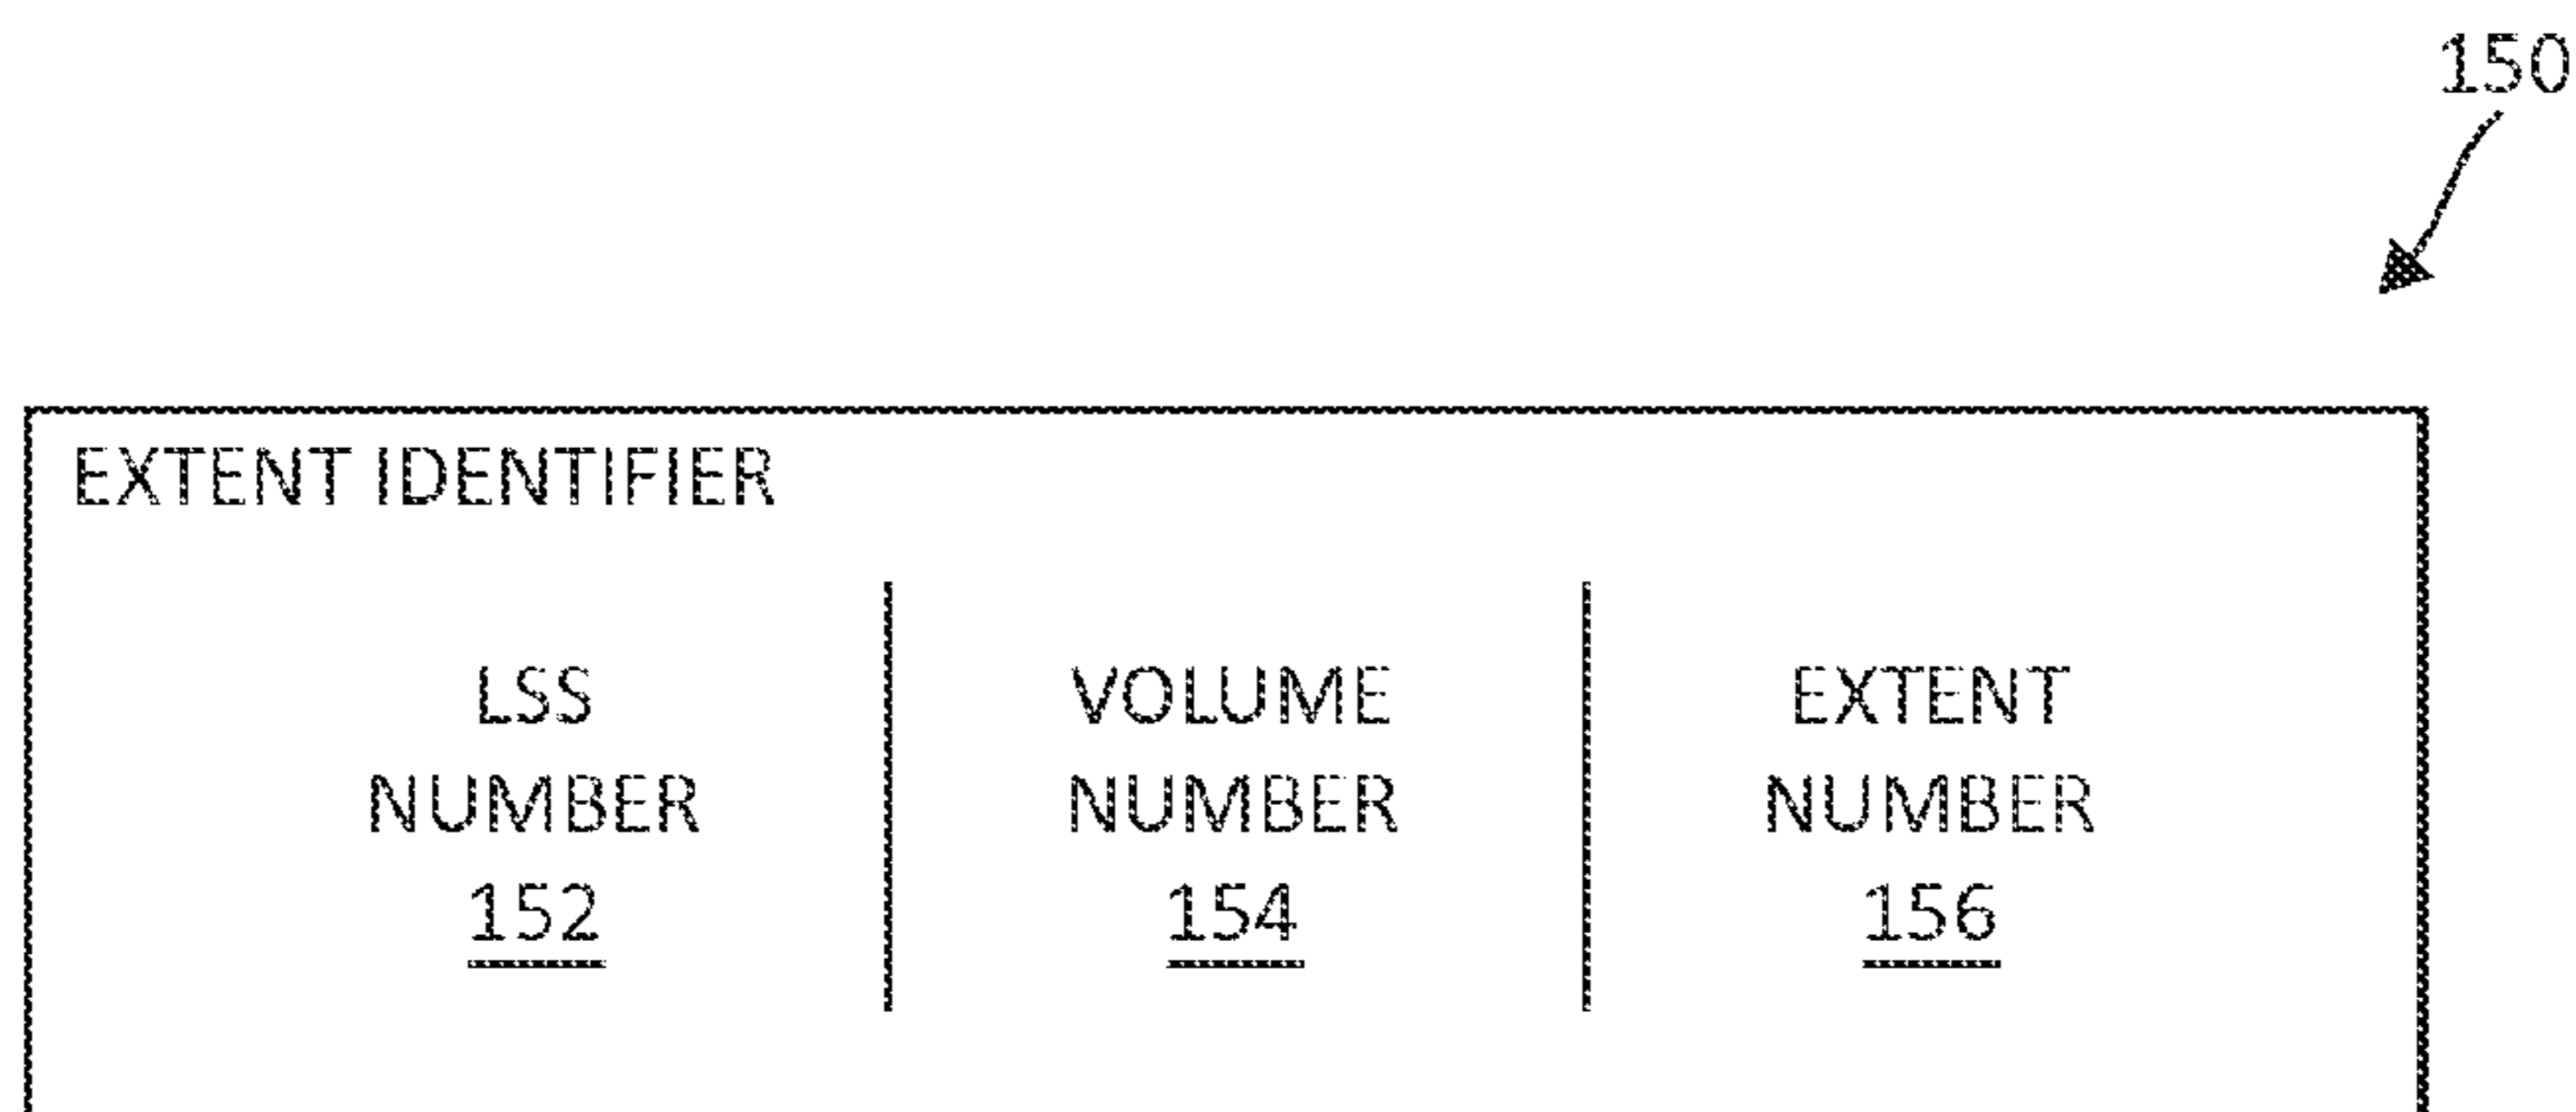 150
EXTENT IDENTIFIER
LSS
NUMBER
152
VOLUME
NUMBER
154
EXTENT
NUMBER
156